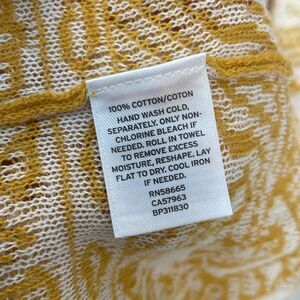 100% COTTON/COTON
HAND WASH COLD,
SEPARATELY. ONLY NON-
CHLORINE BLEACH IF
NEEDED. ROLL IN TOWEL
TO REMOVE EXCESS
MOISTURE, RESHAPE. LAY
FLAT TO DRY. COOL IRON
IF NEEDED.
RN58665
CA57963
BP311830